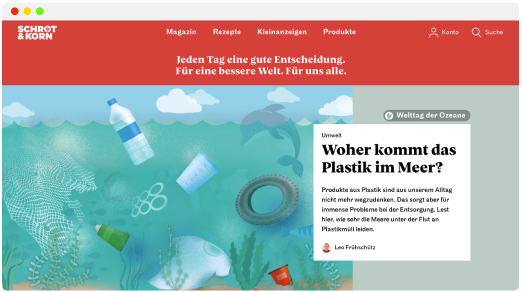 SCHROT
&KORN
Magazin
Rezepte
Kleinanzeigen
Produkte
Konto
Suche
Jeden Tag eine gute Entscheidung.
Für eine bessere Welt. Für uns alle.
Welttag der Ozeane
Umwelt
Woher kommt das
Plastik im Meer?
Produkte aus Plastik sind aus unserem Alltag
nicht mehr wegzudenken. Das sorgt aber für
immense Probleme bei der Entsorgung. Lest
hier, wie sehr die Meere unter der Flut an
Plastikmüll leiden.
Leo Frühschütz